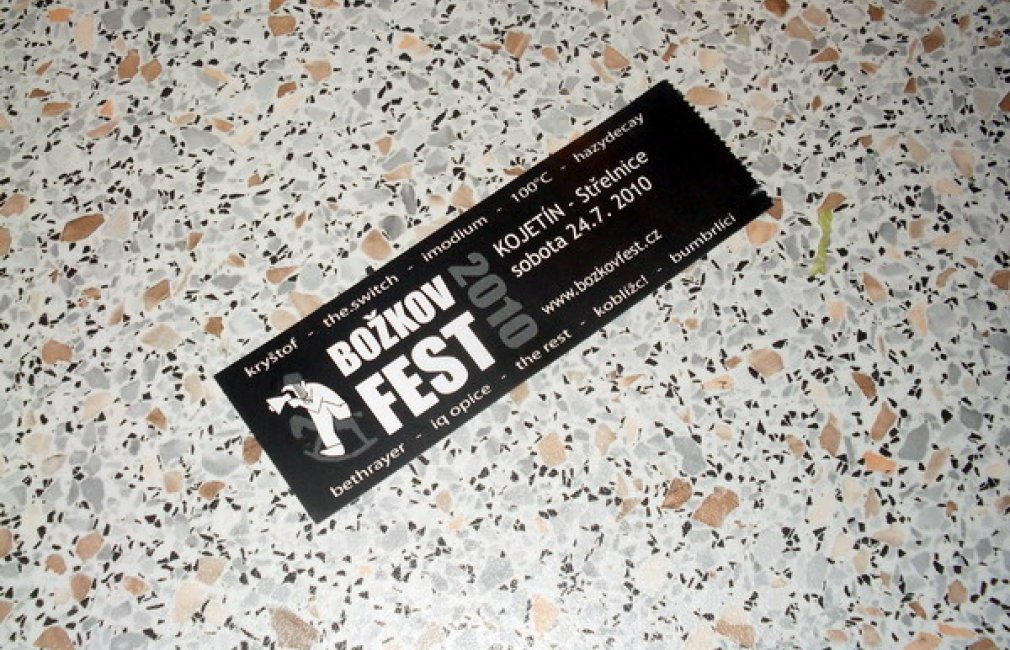 kryštof - the.switch - imodium - 100°C - hazydecay
BOŽKOV
FEST
2010
KOJETÍN - Střelnice
sobota 24.7. 2010
www.bozkovfest.cz
bethrayer - iq opice - the rest - koblížci - bumbrlíci